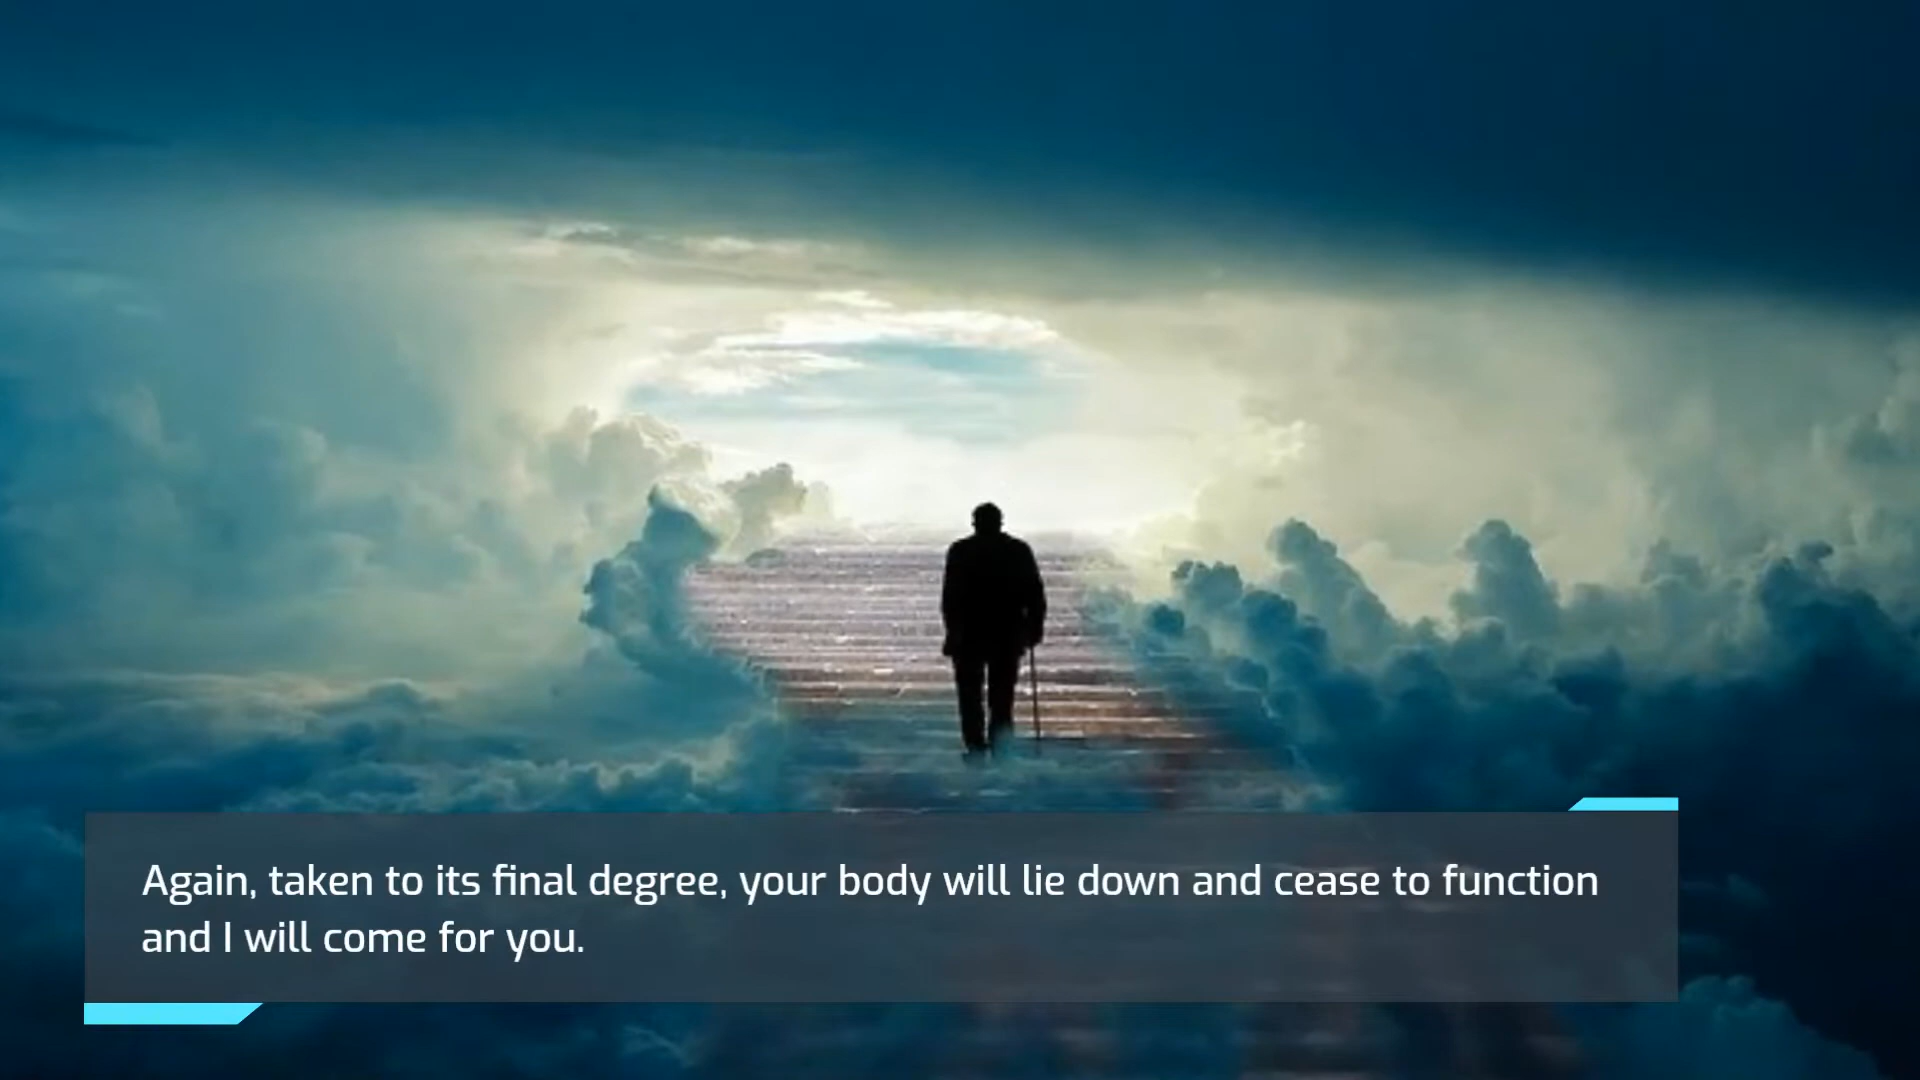 Again, taken to its final degree, your body will lie down and cease to function
and I will come for you.